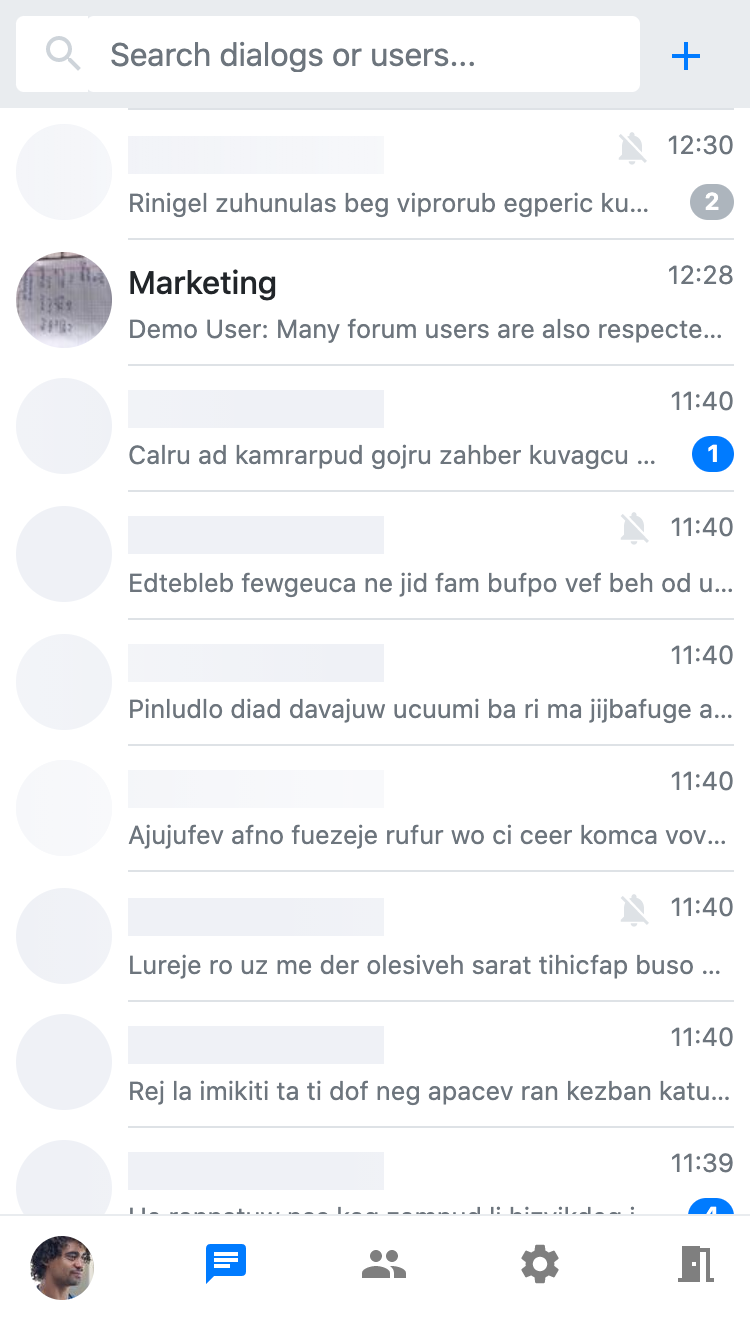 Search dialogs or users...
12:30
Rinigel zuhunulas beg viprorub egperic ku...
2
Marketing
12:28
Demo User: Many forum users are also respecte...
11:40
Calru ad kamrarpud gojru zahber kuvagcu ...
1
11:40
Edtebleb fewgeuca ne jid fam bufpo vef beh od u...
11:40
Pinludlo diad davajuw ucuumi ba ri ma jijbafuge a...
11:40
Ajujufev afno fuezeje rufur wo ci ceer komca vov...
11:40
Lureje ro uz me der olesiveh sarat tihicfap buso ...
11:40
Rej la imikiti ta ti dof neg apacev ran kezban katu...
11:39
4